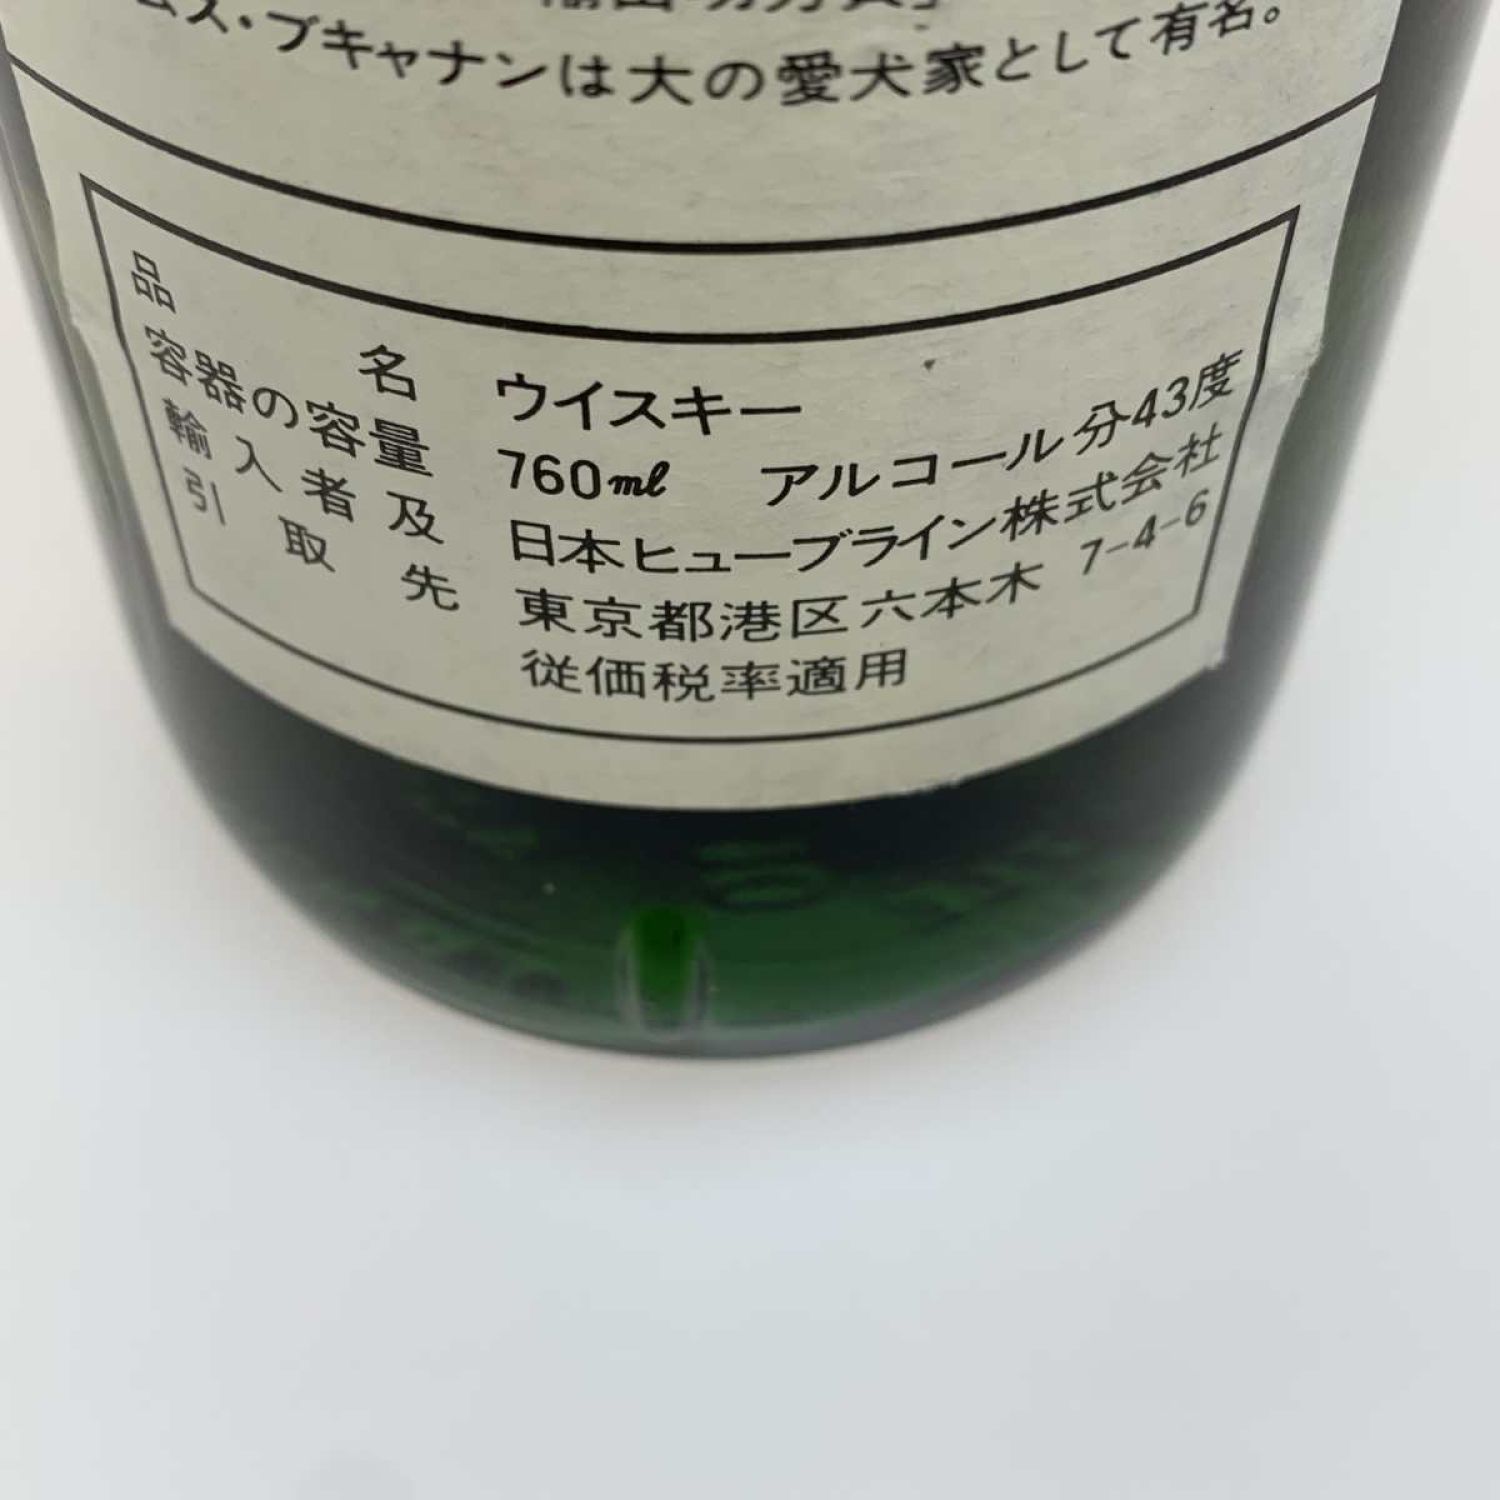 ムス・ブキャナンは大の愛犬家として有名。
品名 ウイスキー
容器の容量 760ml アルコール分43度
輸入者及 日本ヒューブライン株式会社
引取先 東京都港区六本木 7-4-6
従価税率適用